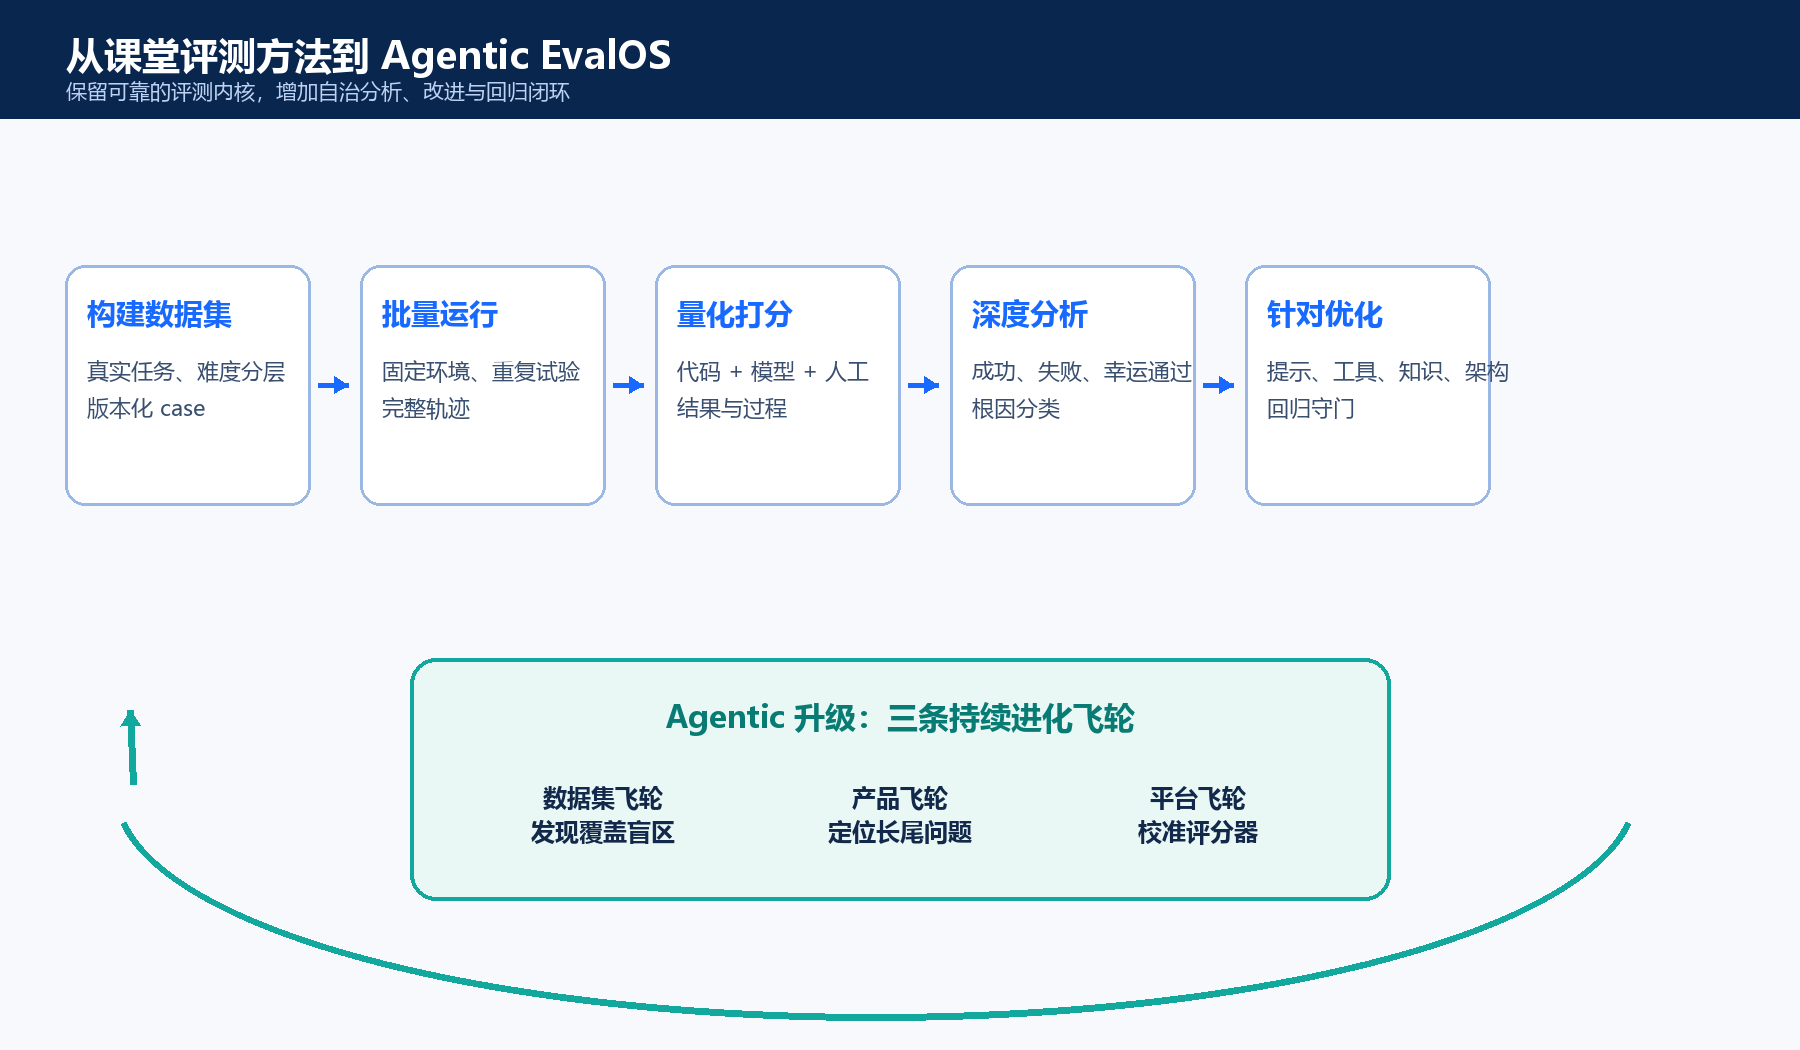 从课堂评测方法到 Agentic EvalOS
保留可靠的评测内核，增加自治分析、改进与回归闭环
构建数据集
真实任务、难度分层
版本化 case
批量运行
固定环境、重复试验
完整轨迹
量化打分
代码 + 模型 + 人工
结果与过程
深度分析
成功、失败、幸运通过
根因分类
针对优化
提示、工具、知识、架构
回归守门
Agentic 升级：三条持续进化飞轮
数据集飞轮
发现覆盖盲区
产品飞轮
定位长尾问题
平台飞轮
校准评分器